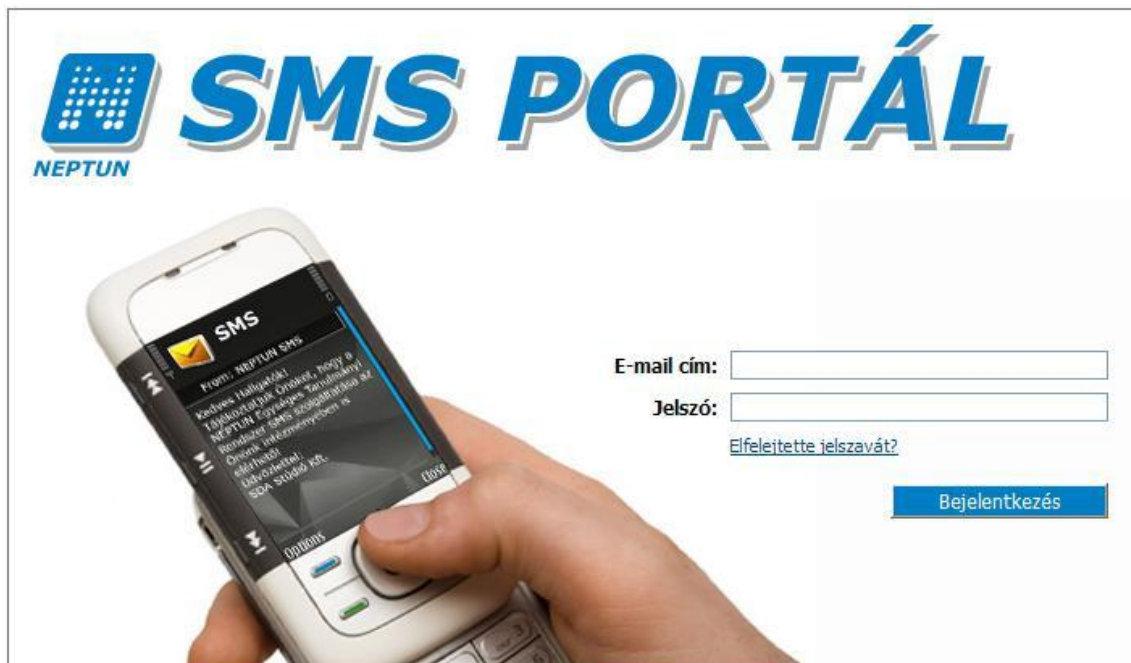 SMS PORTÁL
NEPTUN
SMS
From: NEPTUN SMS
Kedves Hallgatók!
Tájékoztatjuk Önöket, hogy a
NEPTUN Egységes Tanulmányi
Rendszer SMS szolgáltatása az
Önök intézményében is
elérhető!
Üdvözlettel:
SDA Stúdió Kft.
Options
Close
E-mail cím:
Jelszó:
Elfelejtette jelszavát?
Bejelentkezés
3